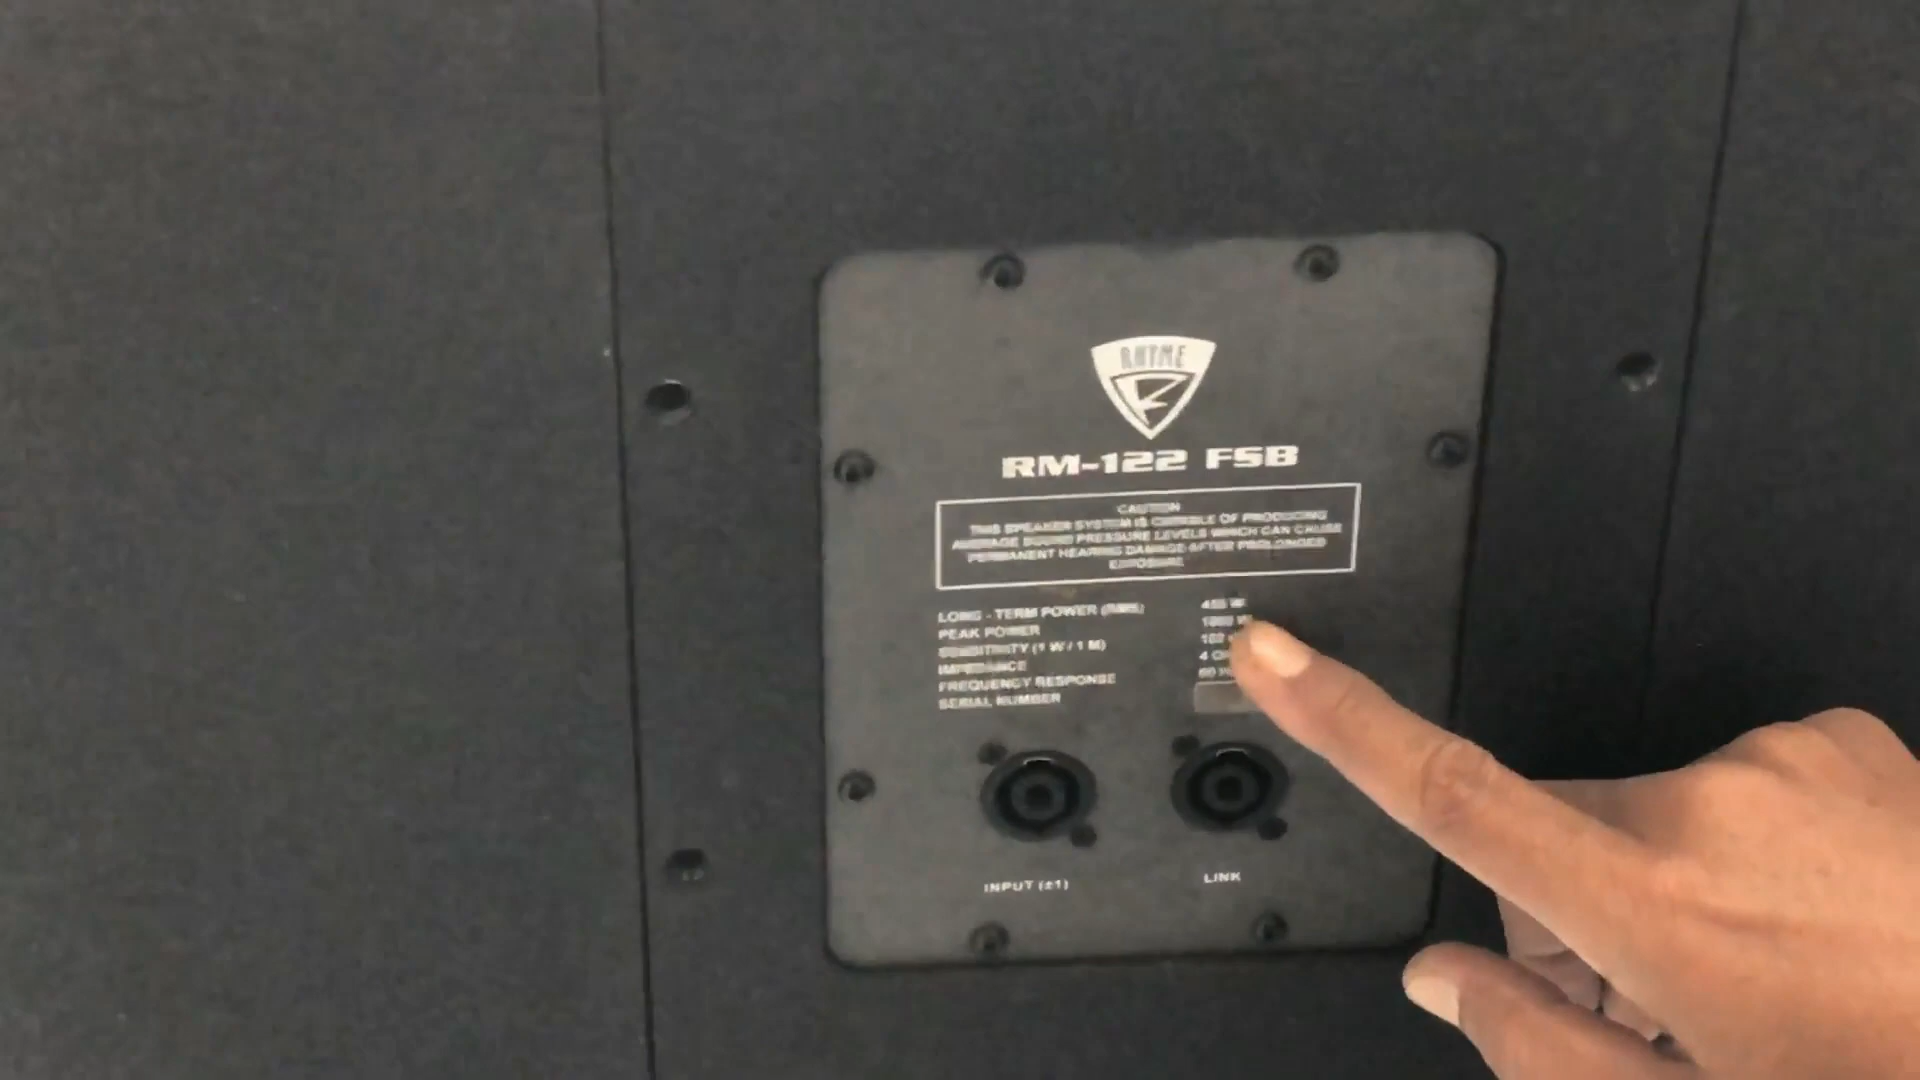 RHYME
RM-122 FSB
CAUTION
THIS SPEAKER SYSTEM IS CAPABLE OF PRODUCING
AVERAGE SOUND PRESSURE LEVELS WHICH CAN CAUSE
PERMANENT HEARING DAMAGE AFTER PROLONGED
EXPOSURE
LONG - TERM POWER (RMS)
PEAK POWER
SENSITIVITY (1 W / 1 M)
IMPEDANCE 4
FREQUENCY RESPONSE
SERIAL NUMBER
INPUT (±1) LINK